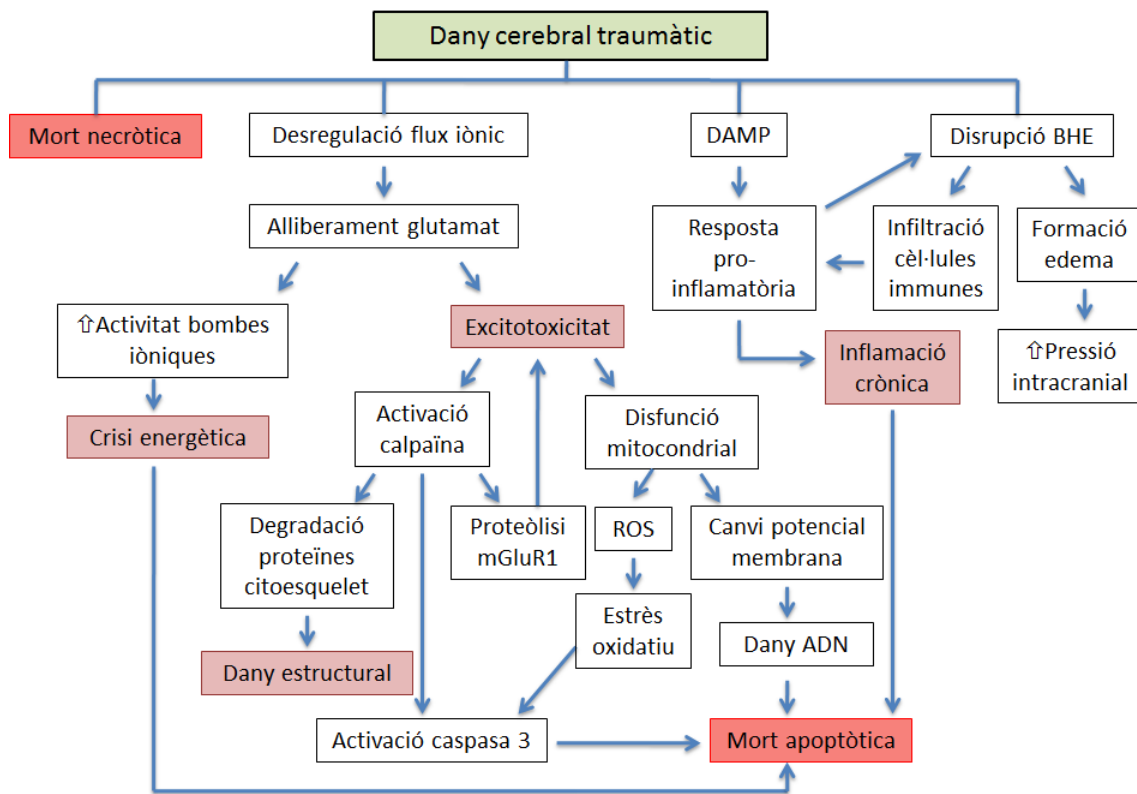 Dany cerebral traumàtic
Mort necròtica
Desregulació flux iònic
DAMP
Disrupció BHE
Alliberament glutamat
Resposta
pro-
inflamatòria
Infiltració
cèl·lules
immunes
Formació
edema
⇧Activitat bombes
iòniques
Excitotoxicitat
Inflamació
crònica
⇧Pressió
intracranial
Crisi energètica
Activació
calpaïna
Disfunció
mitocondrial
Degradació
proteïnes
citoesquelet
Proteòlisi
mGluR1
ROS
Canvi potencial
membrana
Estrès
oxidatiu
Dany ADN
Dany estructural
Activació caspasa 3
Mort apoptòtica